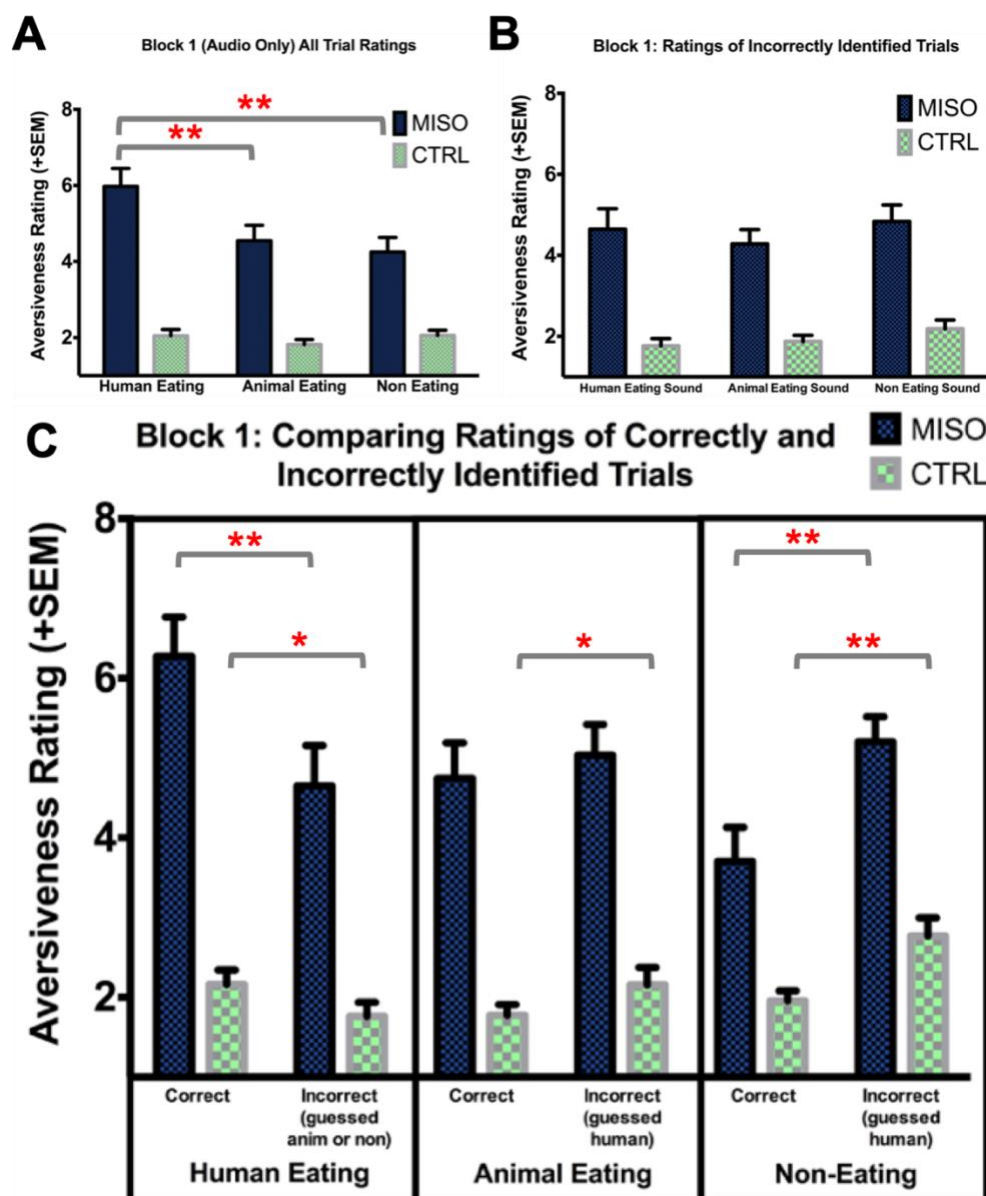 A
Block 1 (Audio Only) All Trial Ratings
Aversiveness Rating (+SEM)
8
6
4
2
**
**
MISO
CTRL
Human Eating
Animal Eating
Non Eating
B
Block 1: Ratings of Incorrectly Identified Trials
Aversiveness Rating (+SEM)
8
6
4
2
MISO
CTRL
Human Eating Sound
Animal Eating Sound
Non Eating Sound
C
Block 1: Comparing Ratings of Correctly and
Incorrectly Identified Trials
MISO
CTRL
Aversiveness Rating (+SEM)
8
6
4
2
**
*
*
**
**
Correct
Incorrect
(guessed
anim or non)
Human Eating
Correct
Incorrect
(guessed
human)
Animal Eating
Correct
Incorrect
(guessed
human)
Non-Eating